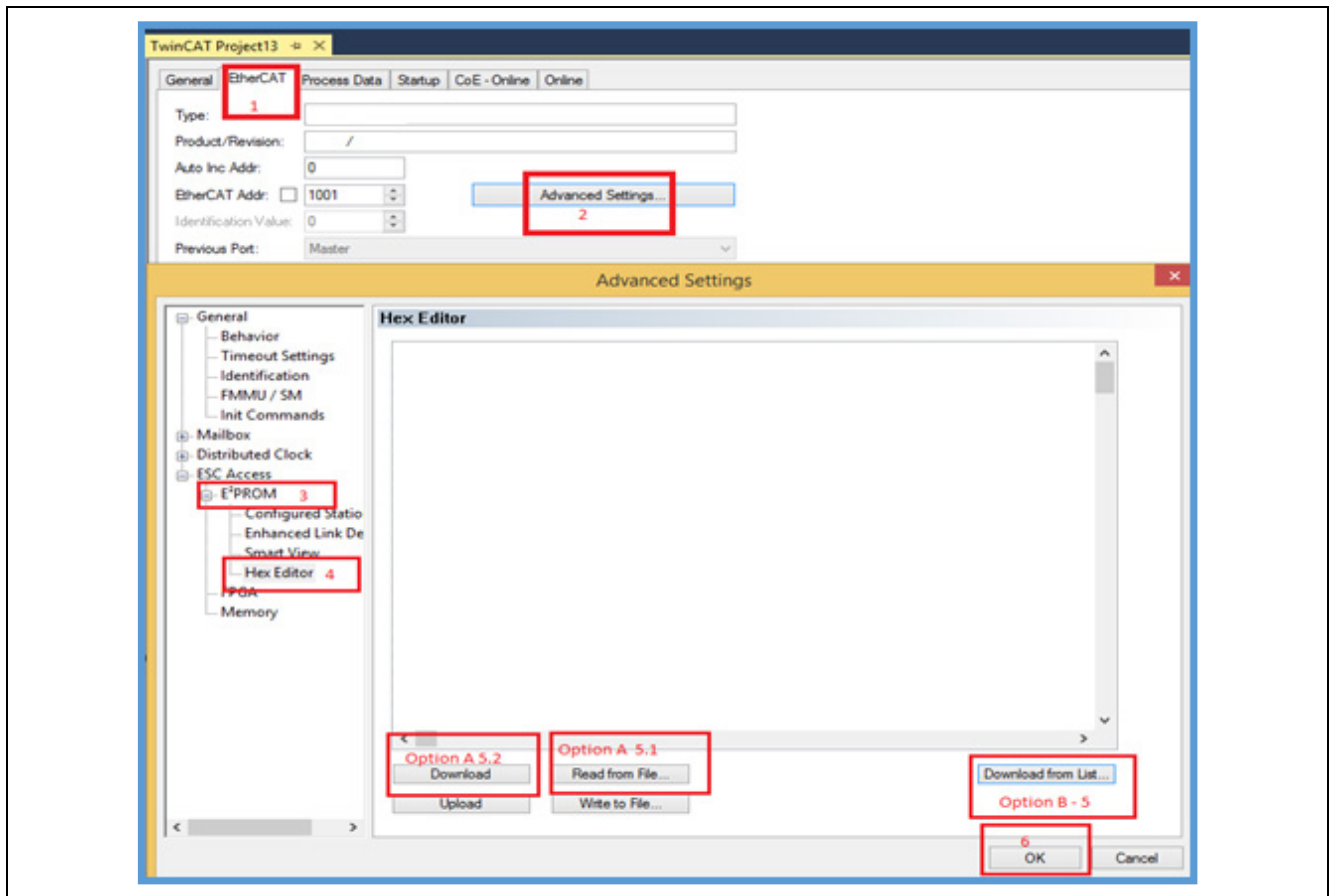 TwinCAT Project13
General EtherCAT Process Data Startup CoE - Online Online
1
Type:
Product/Revision: /
Auto Inc Addr: 0
EtherCAT Addr: 1001 Advanced Settings...
2
Identification Value: 0
Previous Port: Master
Advanced Settings
General
Behavior
Timeout Settings
Identification
FMMU / SM
Init Commands
Mailbox
Distributed Clock
ESC Access
E²PROM 3
Configured Statio
Enhanced Link De
Smart View
Hex Editor 4
FPGA
Memory
Hex Editor
Option A 5.2
Download
Option A 5.1
Read from File...
Download from List...
Option B - 5
Upload
Write to File...
6
OK
Cancel